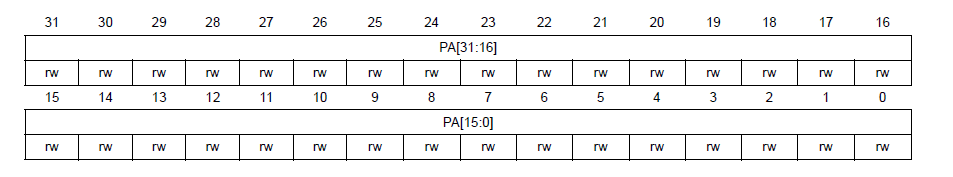 31 30 29 28 27 26 25 24 23 22 21 20 19 18 17 16
PA[31:16]
rw rw rw rw rw rw rw rw rw rw rw rw rw rw rw rw
15 14 13 12 11 10 9 8 7 6 5 4 3 2 1 0
PA[15:0]
rw rw rw rw rw rw rw rw rw rw rw rw rw rw rw rw